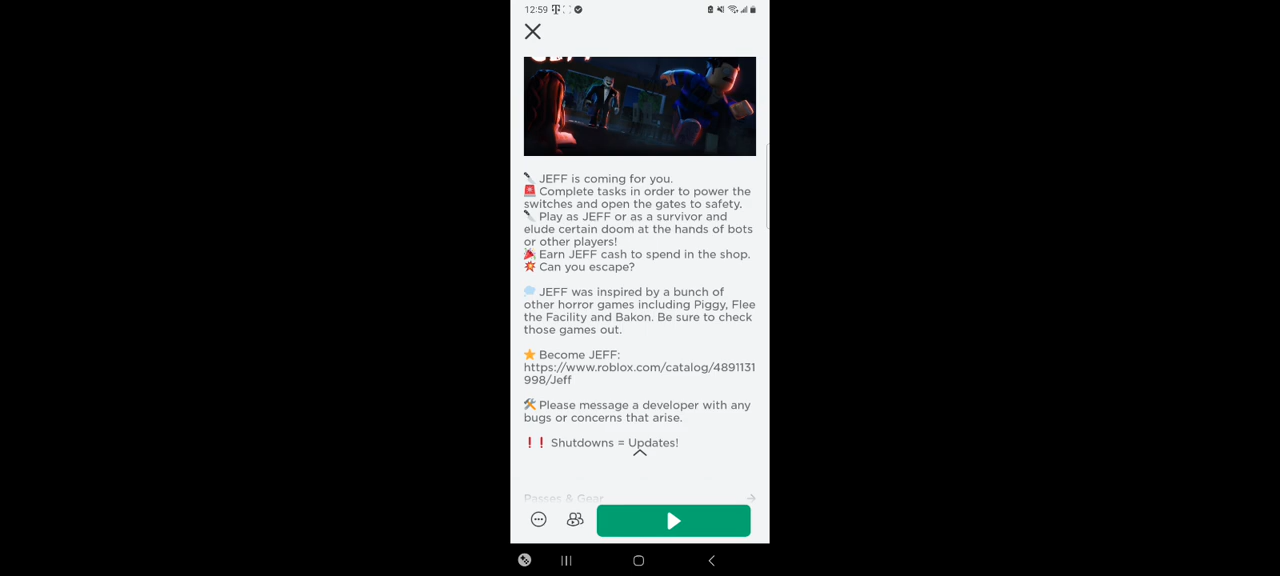 12:59
JEFF is coming for you.
Complete tasks in order to power the
switches and open the gates to safety.
Play as JEFF or as a survivor and
elude certain doom at the hands of bots
or other players!
Earn JEFF cash to spend in the shop.
Can you escape?
JEFF was inspired by a bunch of
other horror games including Piggy, Flee
the Facility and Bakon. Be sure to check
those games out.
Become JEFF:
https://www.roblox.com/catalog/4891131
998/Jeff
Please message a developer with any
bugs or concerns that arise.
Shutdowns = Updates!
Passes & Gear